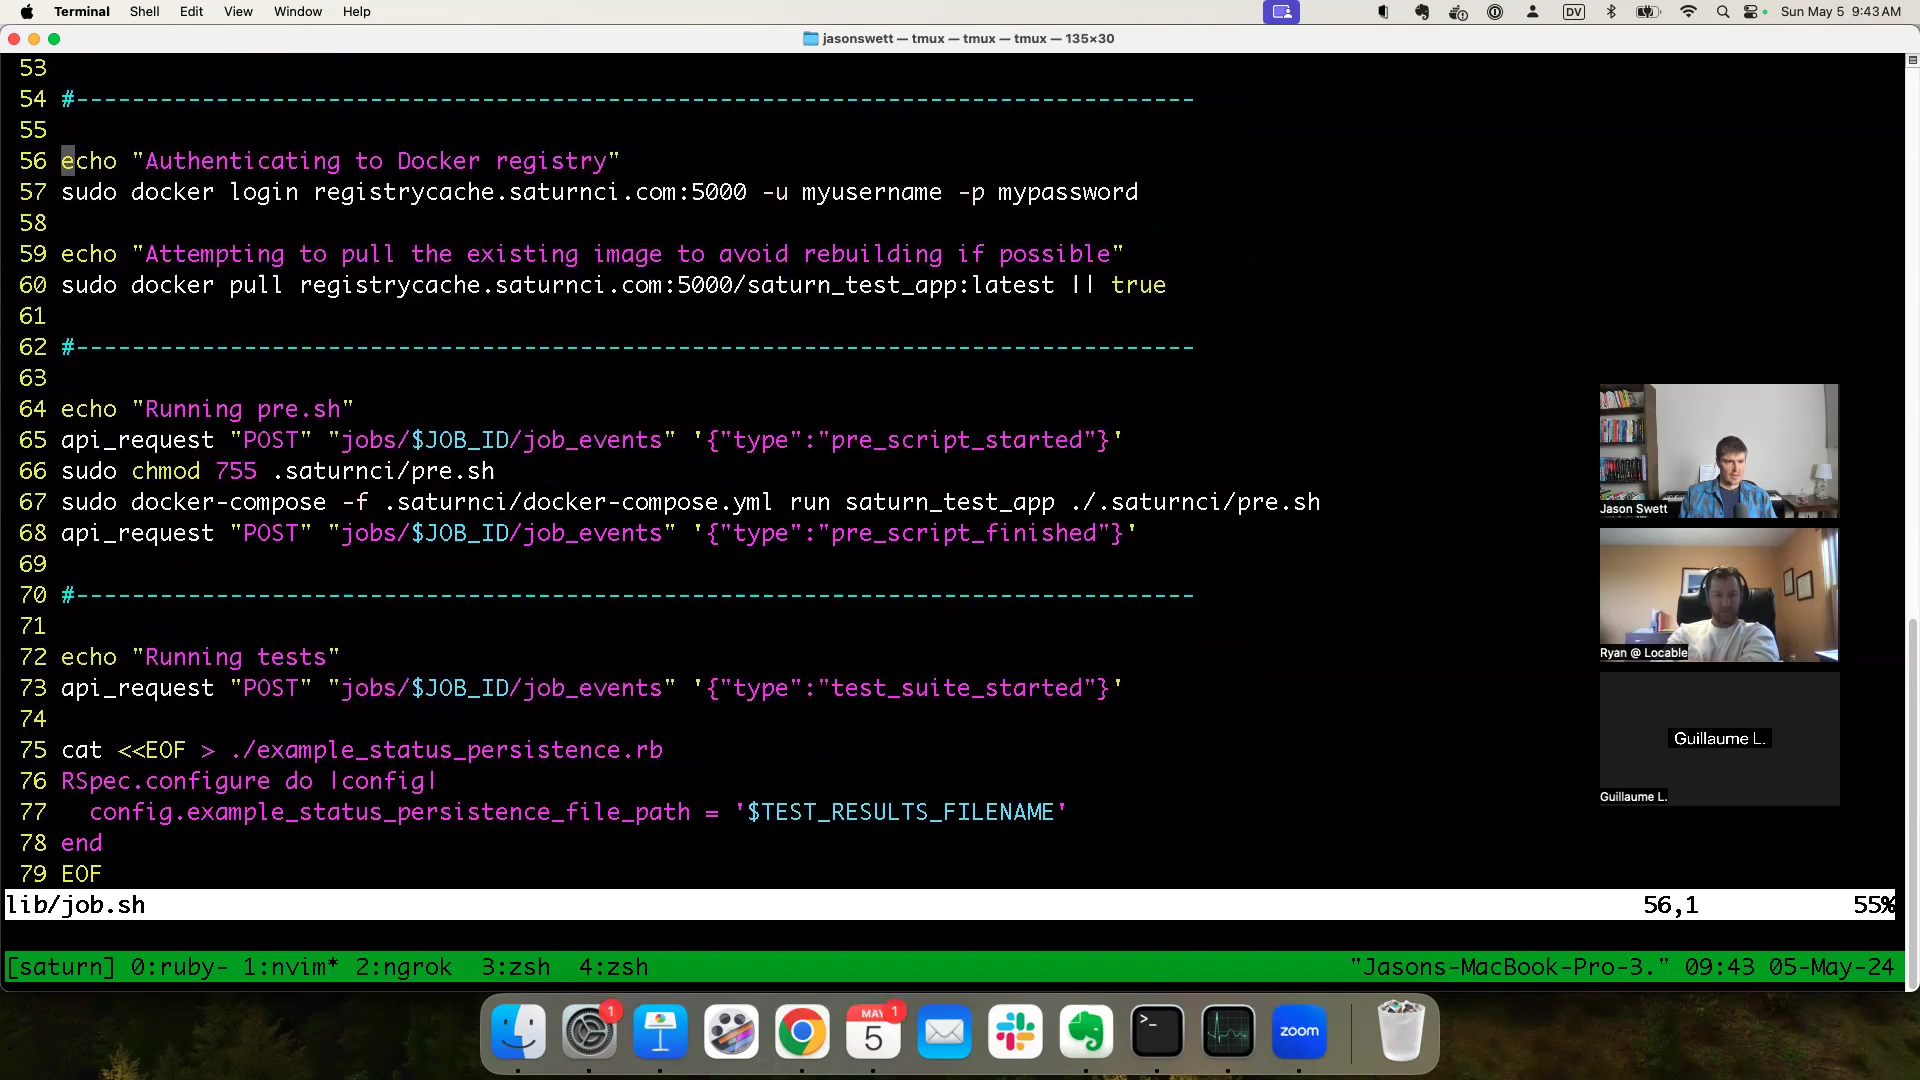 Terminal Shell Edit View Window Help DV Sun May 5 9:43 AM
jasonswett — tmux — tmux — tmux — 135×30
53
54 #--------------------------------------------------------------------------------
55
56 echo "Authenticating to Docker registry"
57 sudo docker login registrycache.saturnci.com:5000 -u myusername -p mypassword
58
59 echo "Attempting to pull the existing image to avoid rebuilding if possible"
60 sudo docker pull registrycache.saturnci.com:5000/saturn_test_app:latest || true
61
62 #--------------------------------------------------------------------------------
63
64 echo "Running pre.sh"
65 api_request "POST" "jobs/$JOB_ID/job_events" '{"type":"pre_script_started"}'
66 sudo chmod 755 .saturnci/pre.sh
67 sudo docker-compose -f .saturnci/docker-compose.yml run saturn_test_app ./.saturnci/pre.sh
68 api_request "POST" "jobs/$JOB_ID/job_events" '{"type":"pre_script_finished"}'
69
70 #--------------------------------------------------------------------------------
71
72 echo "Running tests"
73 api_request "POST" "jobs/$JOB_ID/job_events" '{"type":"test_suite_started"}'
74
75 cat <<EOF > ./example_status_persistence.rb
76 RSpec.configure do |config|
77   config.example_status_persistence_file_path = '$TEST_RESULTS_FILENAME'
78 end
79 EOF
Jason Swett
Ryan @ Locable
Guillaume L.
Guillaume L.
lib/job.sh 56,1 55%
[saturn] 0:ruby- 1:nvim* 2:ngrok 3:zsh 4:zsh "Jasons-MacBook-Pro-3." 09:43 05-May-24
1
MAY
5
1
>_
zoom